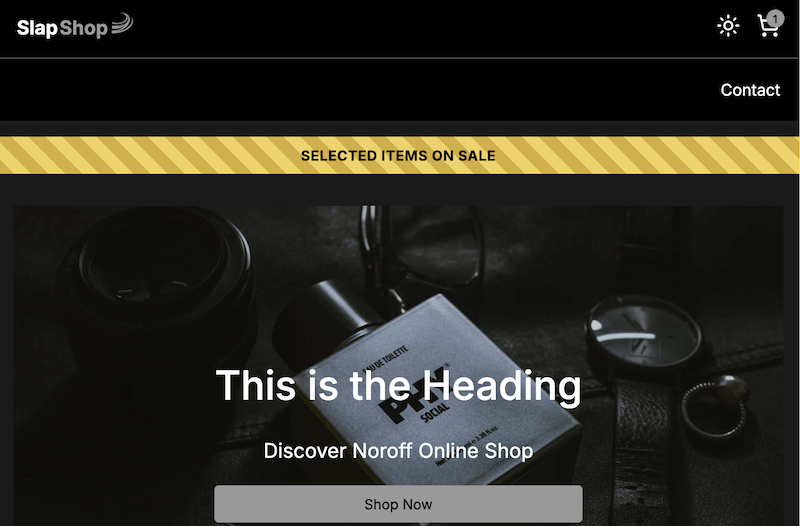 SlapShop
1
Contact
SELECTED ITEMS ON SALE
EAU DE TOILETTE
PHX
SOCIAL
This is the Heading
Discover Noroff Online Shop
Shop Now